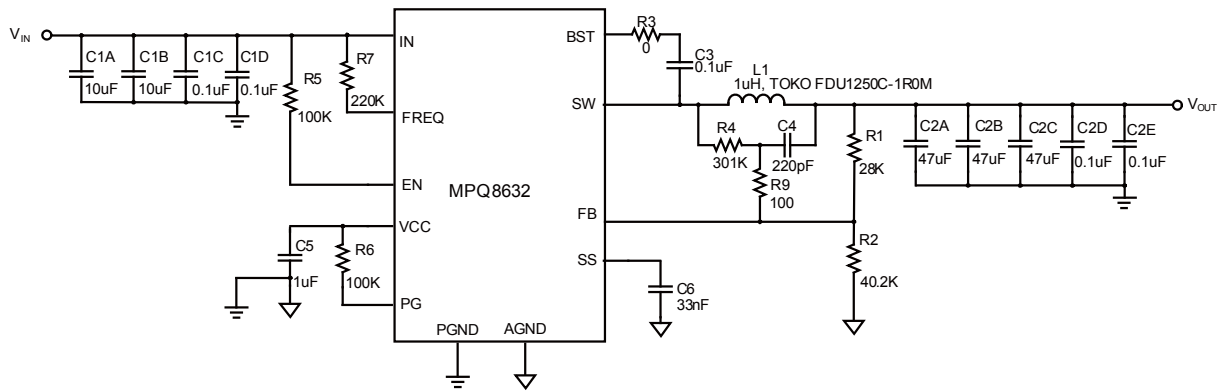 VIN
C1A
10uF
C1B
10uF
C1C
0.1uF
C1D
0.1uF
R5
100K
R7
220K
IN
FREQ
EN
VCC
PG
PGND
AGND
MPQ8632
BST
SW
FB
SS
C5
1uF
R6
100K
R3
0
C3
0.1uF
L1
1uH, TOKO FDU1250C-1R0M
R4
301K
C4
220pF
R9
100
R1
28K
R2
40.2K
C6
33nF
C2A
47uF
C2B
47uF
C2C
47uF
C2D
0.1uF
C2E
0.1uF
VOUT